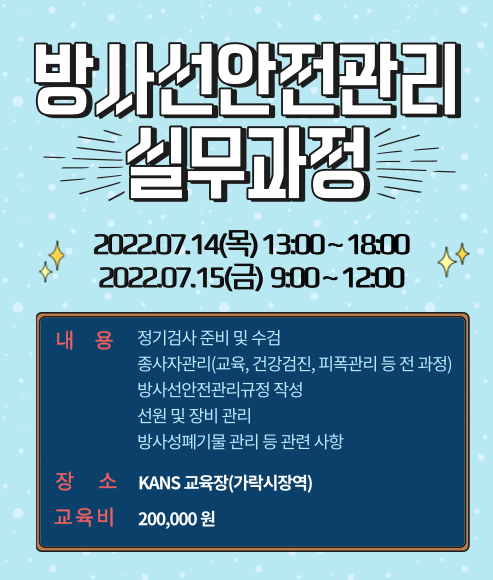 방사선안전관리
실무과정
2022.07.14(목) 13:00 ~ 18:00
2022.07.15(금) 9:00 ~ 12:00
내 용 정기검사 준비 및 수검
종사자관리(교육, 건강검진, 피폭관리 등 전 과정)
방사선안전관리규정 작성
선원 및 장비 관리
방사성폐기물 관리 등 관련 사항
장 소 KANS 교육장(가락시장역)
교육비 200,000 원